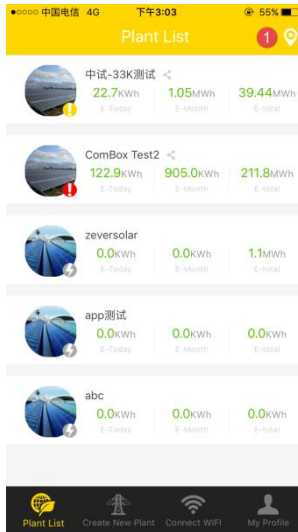 中国电信 4G 下午3:03 55%
Plant List 1
中试-33K测试
22.7KWh 1.05MWh 39.44MWh
E-Today E-Month E-total
ComBox Test2
122.9KWh 905.0KWh 211.8MWh
E-Today E-Month E-total
zeversolar
0.0KWh 0.0KWh 1.1MWh
E-Today E-Month E-total
app测试
0.0KWh 0.0KWh 0.0KWh
E-Today E-Month E-total
abc
0.0KWh 0.0KWh 0.0KWh
E-Today E-Month E-total
Plant List Create New Plant Connect WIFI My Profile